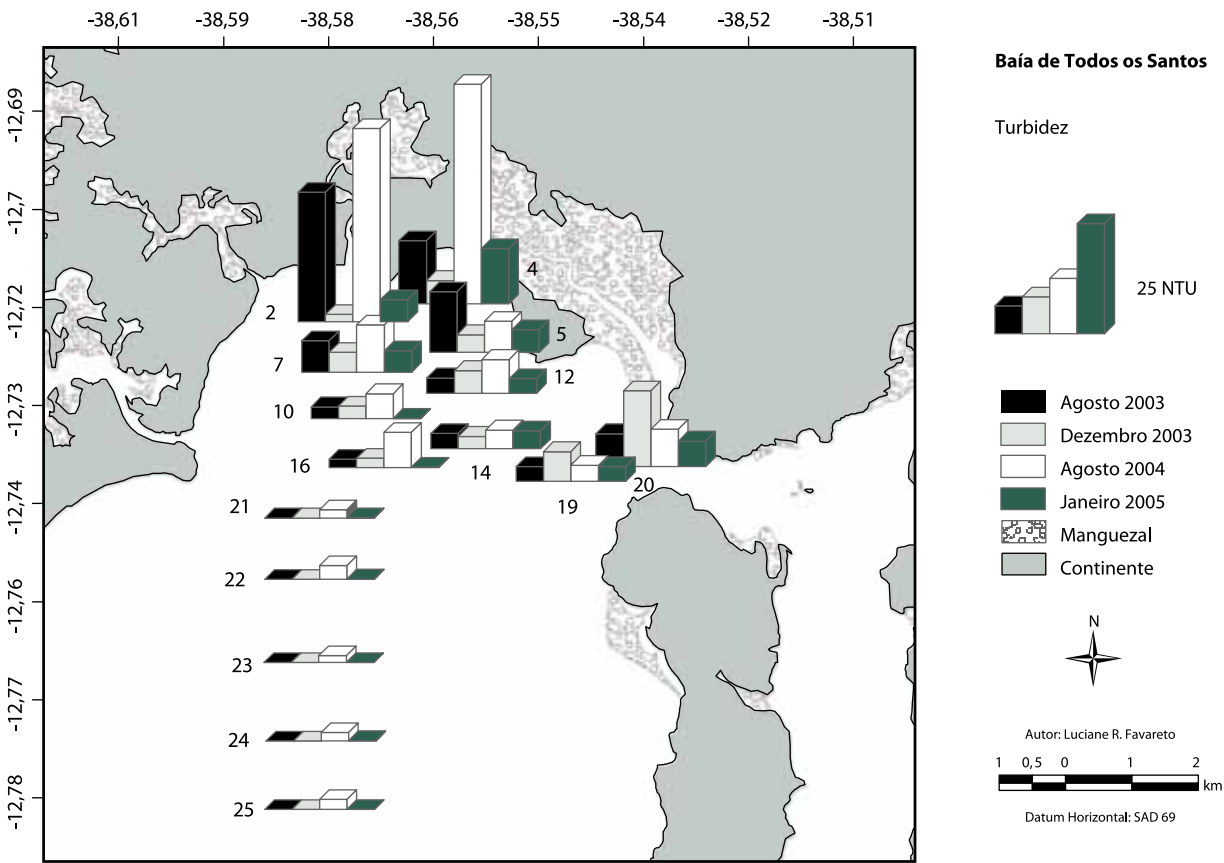 -38,61 -38,59 -38,58 -38,56 -38,55 -38,54 -38,52 -38,51
-12,69
-12,7
-12,72
-12,73
-12,74
-12,76
-12,77
-12,78
4
2
5
7
12
10
16
14
20
19
21
22
23
24
25
Baía de Todos os Santos
Turbidez
25 NTU
Agosto 2003
Dezembro 2003
Agosto 2004
Janeiro 2005
Manguezal
Continente
N
Autor: Luciane R. Favareto
1 0,5 0 1 2
km
Datum Horizontal: SAD 69